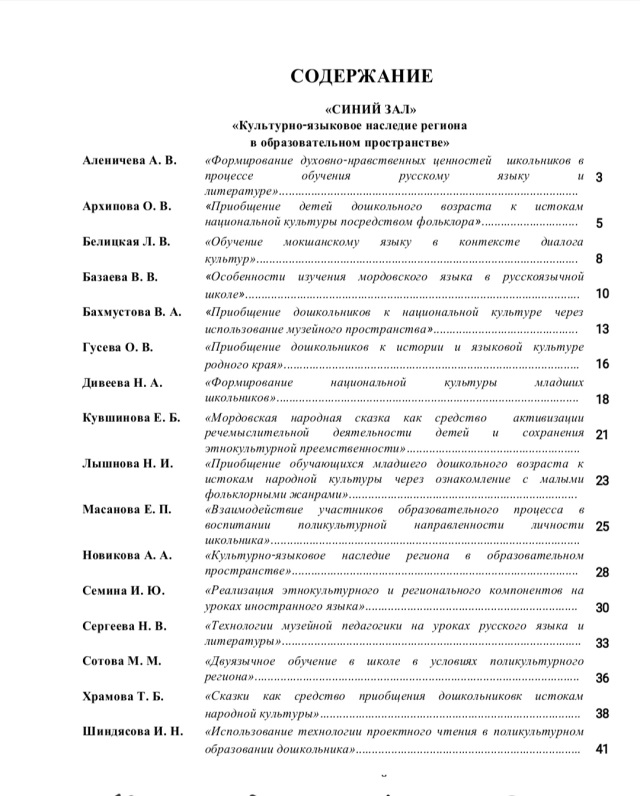 СОДЕРЖАНИЕ
«СИНИЙ ЗАЛ»
«Культурно-языковое наследие региона
в образовательном пространстве»
Аленичева А. В. «Формирование духовно-нравственных ценностей школьников в
процессе обучения русскому языку и
литературе»..... 3
Архипова О. В. «Приобщение детей дошкольного возраста к истокам
национальной культуры посредством фольклора»..... 5
Белицкая Л. В. «Обучение мокшанскому языку в контексте диалога
культур»..... 8
Базаева В. В. «Особенности изучения мордовского языка в русскоязычной
школе»..... 10
Бахмустова В. А. «Приобщение дошкольников к национальной культуре через
использование музейного пространства»..... 13
Гусева О. В. «Приобщение дошкольников к истории и языковой культуре
родного края»..... 16
Дивеева Н. А. «Формирование национальной культуры младших
школьников»..... 18
Кувшинова Е. Б. «Мордовская народная сказка как средство активизации
речемыслительной деятельности детей и сохранения
этнокультурной преемственности»..... 21
Лышнова Н. И. «Приобщение обучающихся младшего дошкольного возраста к
истокам народной культуры через ознакомление с малыми
фольклорными жанрами»..... 23
Масанова Е. П. «Взаимодействие участников образовательного процесса в
воспитании поликультурной направленности личности
школьника»..... 25
Новикова А. А. «Культурно-языковое наследие региона в образовательном
пространстве»..... 28
Семина И. Ю. «Реализация этнокультурного и регионального компонентов на
уроках иностранного языка»..... 30
Сергеева Н. В. «Технологии музейной педагогики на уроках русского языка и
литературы»..... 33
Сотова М. М. «Двуязычное обучение в школе в условиях поликультурного
региона»..... 36
Храмова Т. Б. «Сказки как средство приобщения дошкольниковк истокам
народной культуры»..... 38
Шиндясова И. Н. «Использование технологии проектного чтения в поликультурном
образовании дошкольника»..... 41